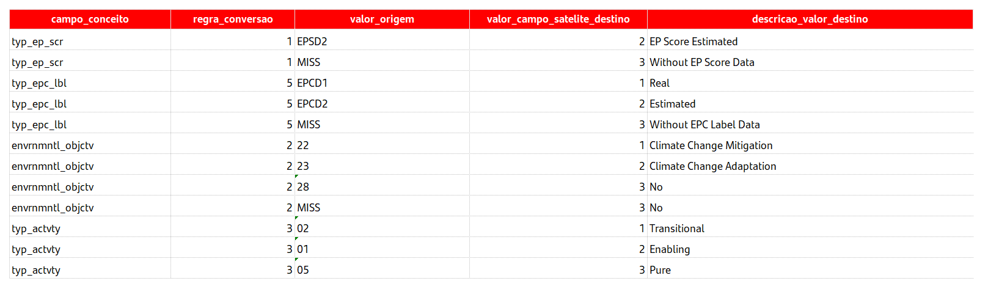 campo_conceito regra_conversao valor_origem valor_campo_satelite_destino descricao_valor_destino
typ_ep_scr 1 EPSD2 2 EP Score Estimated
typ_ep_scr 1 MISS 3 Without EP Score Data
typ_epc_lbl 5 EPCD1 1 Real
typ_epc_lbl 5 EPCD2 2 Estimated
typ_epc_lbl 5 MISS 3 Without EPC Label Data
envrnmntl_objctv 2 22 1 Climate Change Mitigation
envrnmntl_objctv 2 23 2 Climate Change Adaptation
envrnmntl_objctv 2 28 3 No
envrnmntl_objctv 2 MISS 3 No
typ_actvty 3 02 1 Transitional
typ_actvty 3 01 2 Enabling
typ_actvty 3 05 3 Pure